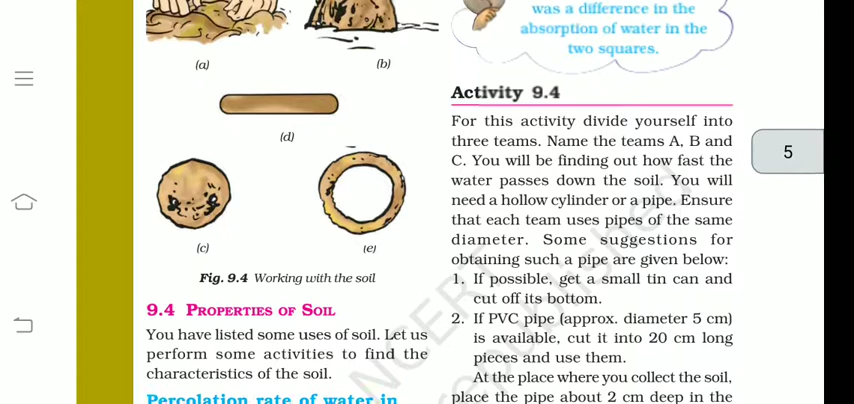 (a)
(b)
(d)
(c)
(e)
Fig. 9.4 Working with the soil
9.4 PROPERTIES OF SOIL
You have listed some uses of soil. Let us
perform some activities to find the
characteristics of the soil.
Percolation rate of water in
was a difference in the
absorption of water in the
two squares.
Activity 9.4
For this activity divide yourself into
three teams. Name the teams A, B and
C. You will be finding out how fast the
water passes down the soil. You will
need a hollow cylinder or a pipe. Ensure
that each team uses pipes of the same
diameter. Some suggestions for
obtaining such a pipe are given below:
1. If possible, get a small tin can and
cut off its bottom.
2. If PVC pipe (approx. diameter 5 cm)
is available, cut it into 20 cm long
pieces and use them.
At the place where you collect the soil,
place the pipe about 2 cm deep in the
5
NCERT
republished